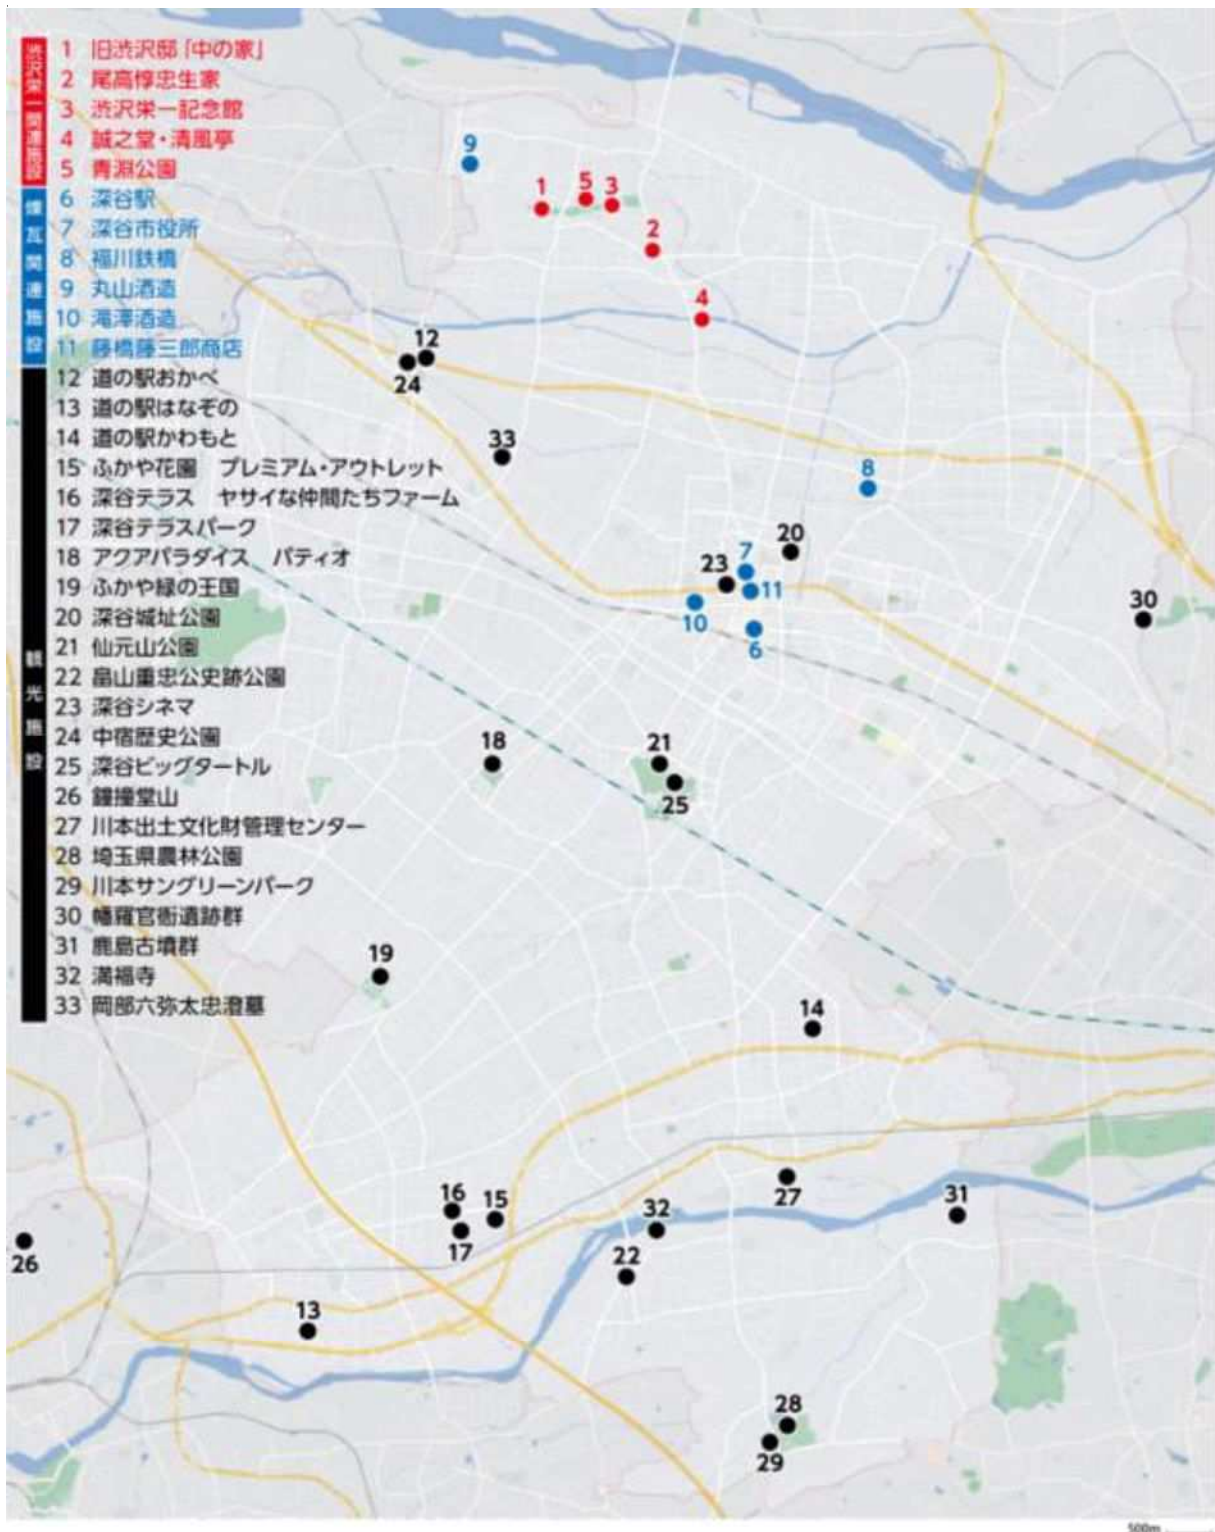 渋沢栄一関連施設
1 旧渋沢邸「中の家」
2 尾高惇忠生家
3 渋沢栄一記念館
4 誠之堂・清風亭
5 青淵公園
煉瓦関連施設
6 深谷駅
7 深谷市役所
8 福川鉄橋
9 丸山酒造
10 滝澤酒造
11 藤橋藤三郎商店
観光施設
12 道の駅おかべ
13 道の駅はなぞの
14 道の駅かわもと
15 ふかや花園 プレミアム・アウトレット
16 深谷テラス ヤサイな仲間たちファーム
17 深谷テラスパーク
18 アクアパラダイス パティオ
19 ふかや緑の王国
20 深谷城址公園
21 仙元山公園
22 畠山重忠公史跡公園
23 深谷シネマ
24 中宿歴史公園
25 深谷ビッグタートル
26 鐘撞堂山
27 川本出土文化財管理センター
28 埼玉県農林公園
29 川本サングリーンパーク
30 幡羅官衙遺跡群
31 鹿島古墳群
32 満福寺
33 岡部六弥太忠澄墓
9
1
5
3
2
4
12
24
33
8
20
7
23
11
10
6
30
18
21
25
19
14
16
15
17
27
31
32
22
26
13
28
29
500m